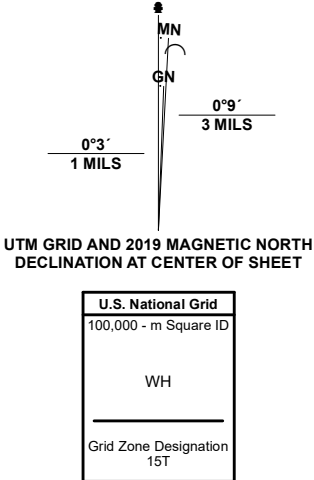 MN
GN
0°9´
3 MILS
0°3´
1 MILS
UTM GRID AND 2019 MAGNETIC NORTH
DECLINATION AT CENTER OF SHEET
U.S. National Grid
100,000 - m Square ID
WH
Grid Zone Designation
15T